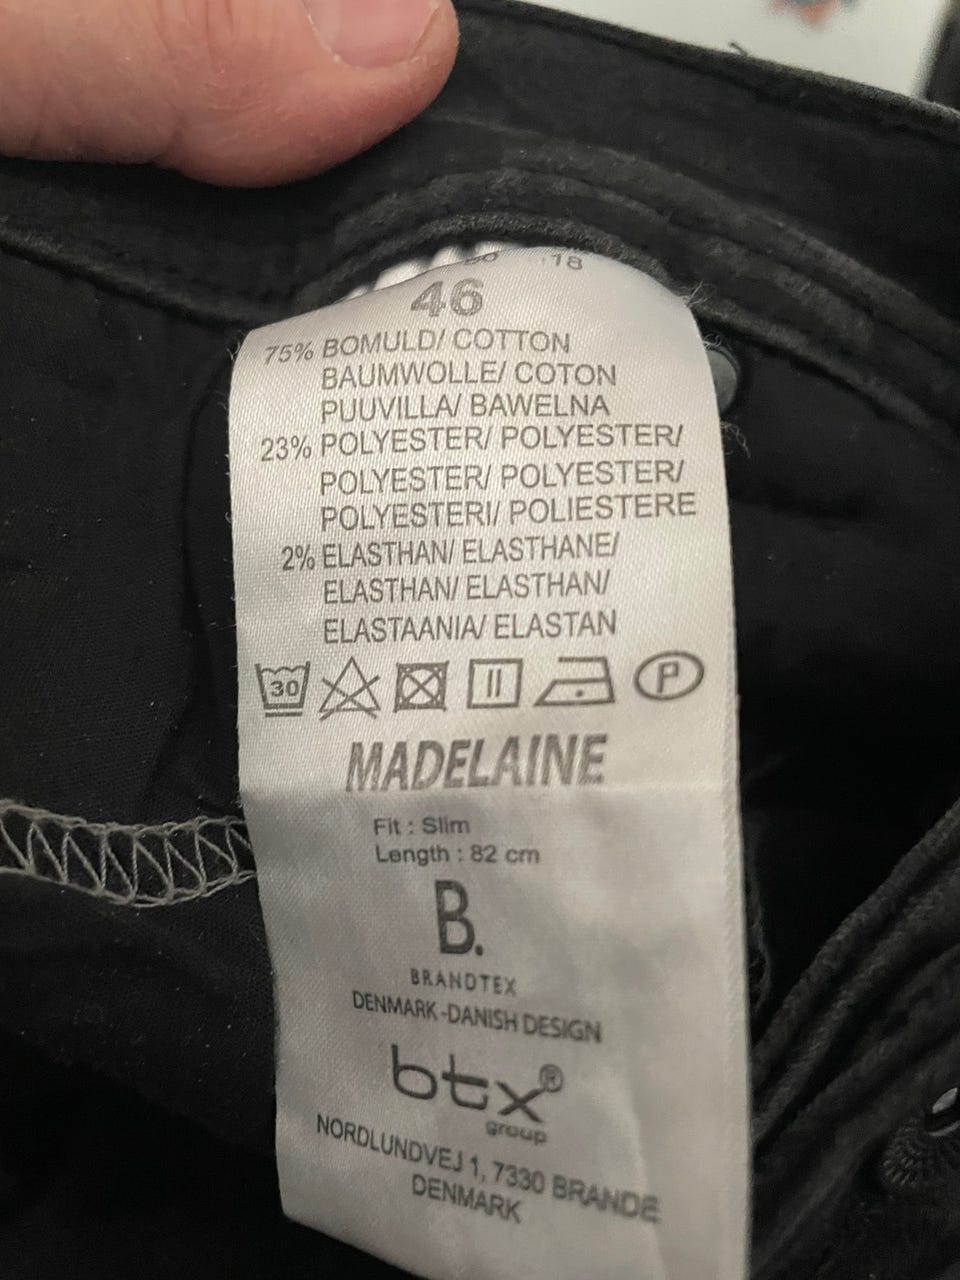 18
46
75% BOMULD/ COTTON
BAUMWOLLE/ COTON
PUUVILLA/ BAWELNA
23% POLYESTER/ POLYESTER/
POLYESTER/ POLYESTER/
POLYESTERI/ POLIESTERE
2% ELASTHAN/ ELASTHANE/
ELASTHAN/ ELASTHAN/
ELASTAANIA/ ELASTAN
30 P
MADELAINE
Fit : Slim
Length : 82 cm
B.
BRANDTEX
DENMARK-DANISH DESIGN
btx®
group
NORDLUNDVEJ 1, 7330 BRANDE
DENMARK